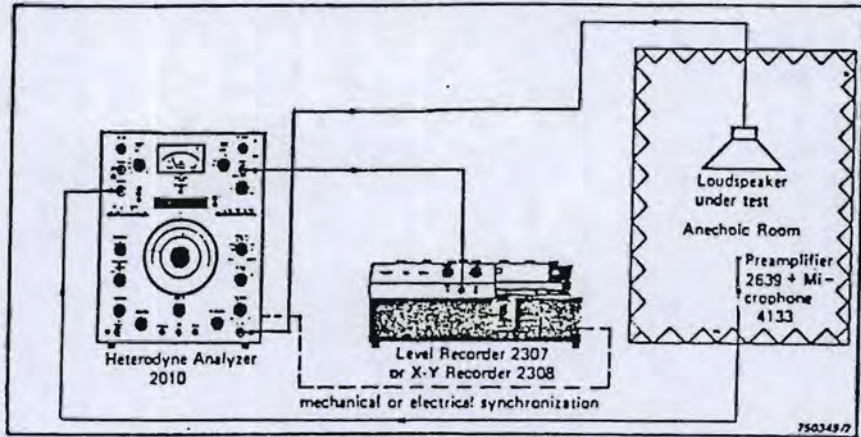 Loudspeaker
under test
Anechoic Room
Preamplifier
2639 + Mi-
crophone
4133
Heterodyne Analyzer
2010
Level Recorder 2307
or X-Y Recorder 2308
mechanical or electrical synchronization
750349/2